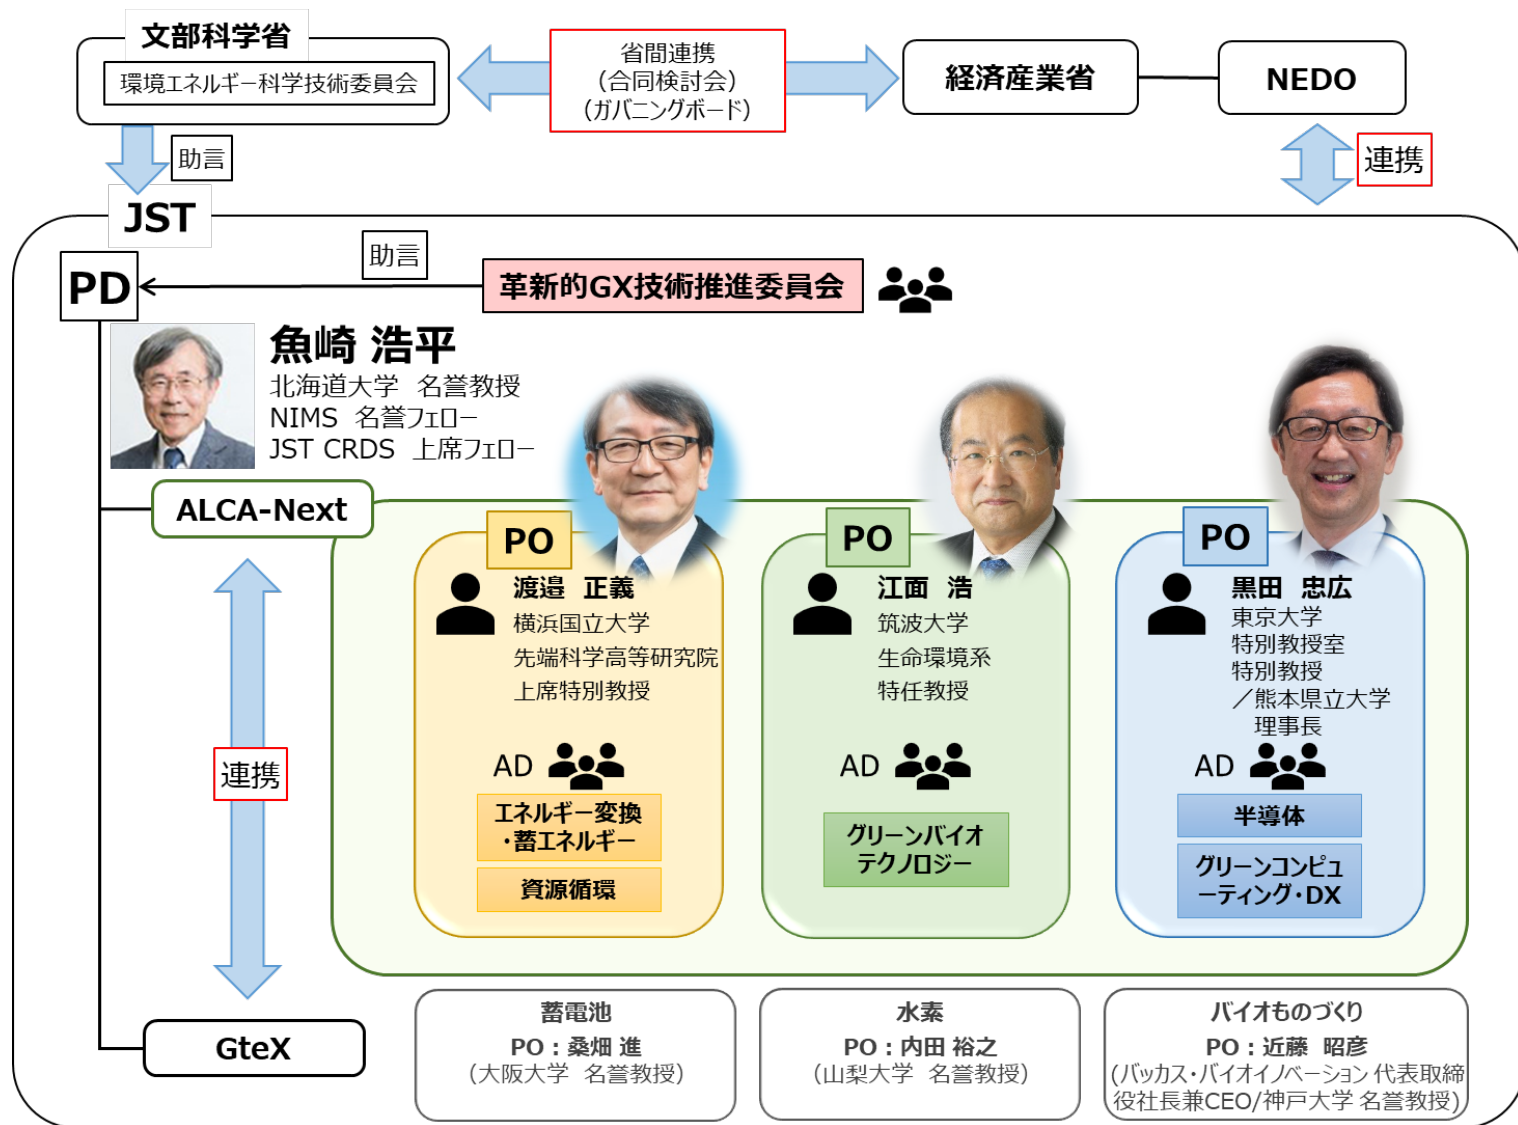 文部科学省
環境エネルギー科学技術委員会
省間連携
(合同検討会)
(ガバニングボード)
経済産業省
NEDO
助言
連携
JST
PD
助言
革新的GX技術推進委員会
魚崎 浩平
北海道大学 名誉教授
NIMS 名誉フェロー
JST CRDS 上席フェロー
ALCA-Next
PO
渡邉 正義
横浜国立大学
先端科学高等研究院
上席特別教授
AD
エネルギー変換
・蓄エネルギー
資源循環
PO
江面 浩
筑波大学
生命環境系
特任教授
AD
グリーンバイオ
テクノロジー
PO
黒田 忠広
東京大学
特別教授室
特別教授
／熊本県立大学
理事長
AD
半導体
グリーンコンピュ
ーティング・DX
連携
GteX
蓄電池
PO：桑畑 進
(大阪大学 名誉教授)
水素
PO：内田 裕之
(山梨大学 名誉教授)
バイオものづくり
PO：近藤 昭彦
(バッカス・バイオイノベーション 代表取締
役社長兼CEO/神戸大学 名誉教授)